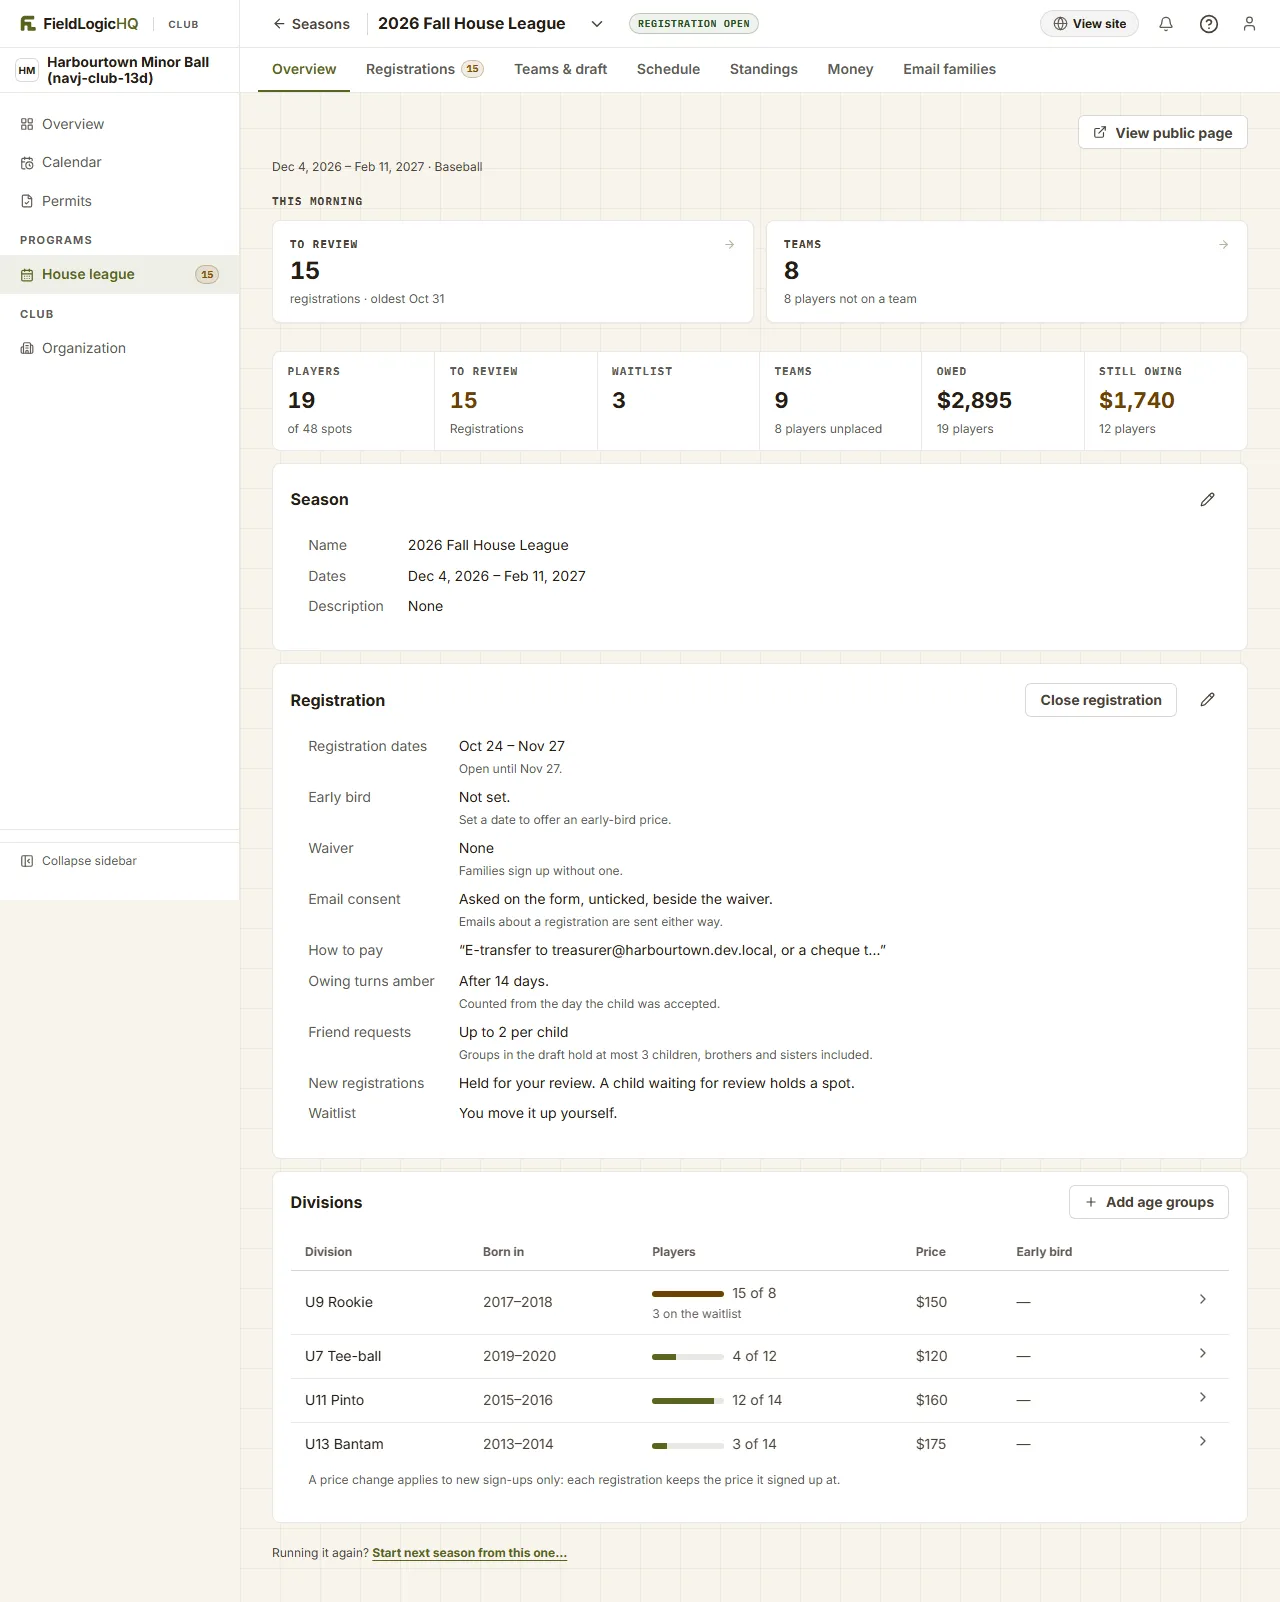 FieldLogicHQ CLUB
Seasons 2026 Fall House League REGISTRATION OPEN View site
HM Harbourtown Minor Ball
(navj-club-13d)
Overview Registrations 15 Teams & draft Schedule Standings Money Email families
Overview
Calendar
Permits
PROGRAMS
House league 15
CLUB
Organization
Collapse sidebar
View public page
Dec 4, 2026 – Feb 11, 2027 · Baseball
THIS MORNING
TO REVIEW
15
registrations · oldest Oct 31
TEAMS
8
8 players not on a team
PLAYERS
19
of 48 spots
TO REVIEW
15
Registrations
WAITLIST
3
TEAMS
9
8 players unplaced
OWED
$2,895
19 players
STILL OWING
$1,740
12 players
Season
Name 2026 Fall House League
Dates Dec 4, 2026 – Feb 11, 2027
Description None
Registration Close registration
Registration dates Oct 24 – Nov 27
Open until Nov 27.
Early bird Not set.
Set a date to offer an early-bird price.
Waiver None
Families sign up without one.
Email consent Asked on the form, unticked, beside the waiver.
Emails about a registration are sent either way.
How to pay “E-transfer to treasurer@harbourtown.dev.local, or a cheque t…”
Owing turns amber After 14 days.
Counted from the day the child was accepted.
Friend requests Up to 2 per child
Groups in the draft hold at most 3 children, brothers and sisters included.
New registrations Held for your review. A child waiting for review holds a spot.
Waitlist You move it up yourself.
Divisions Add age groups
Division Born in Players Price Early bird
U9 Rookie 2017–2018 15 of 8 $150 —
3 on the waitlist
U7 Tee-ball 2019–2020 4 of 12 $120 —
U11 Pinto 2015–2016 12 of 14 $160 —
U13 Bantam 2013–2014 3 of 14 $175 —
A price change applies to new sign-ups only: each registration keeps the price it signed up at.
Running it again? Start next season from this one…